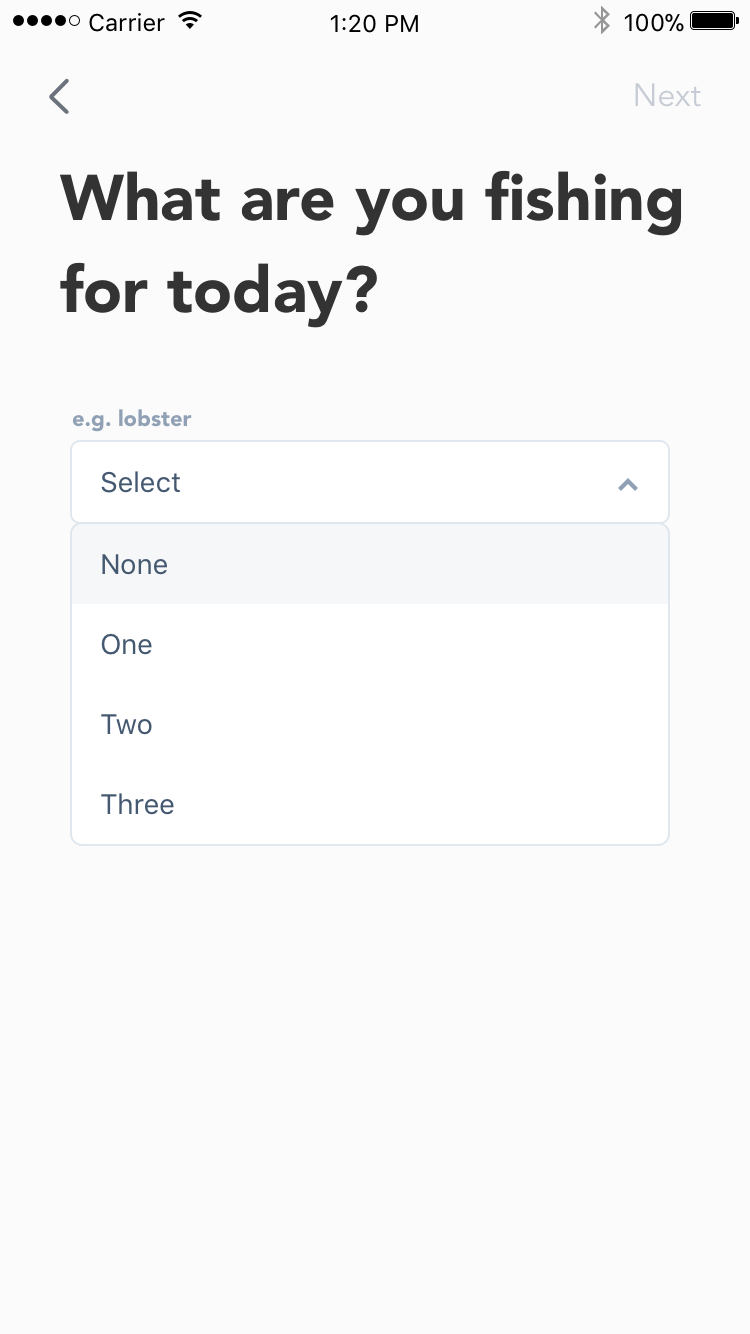 Carrier 1:20 PM 100%
Next
What are you fishing
for today?
e.g. lobster
Select
None
One
Two
Three